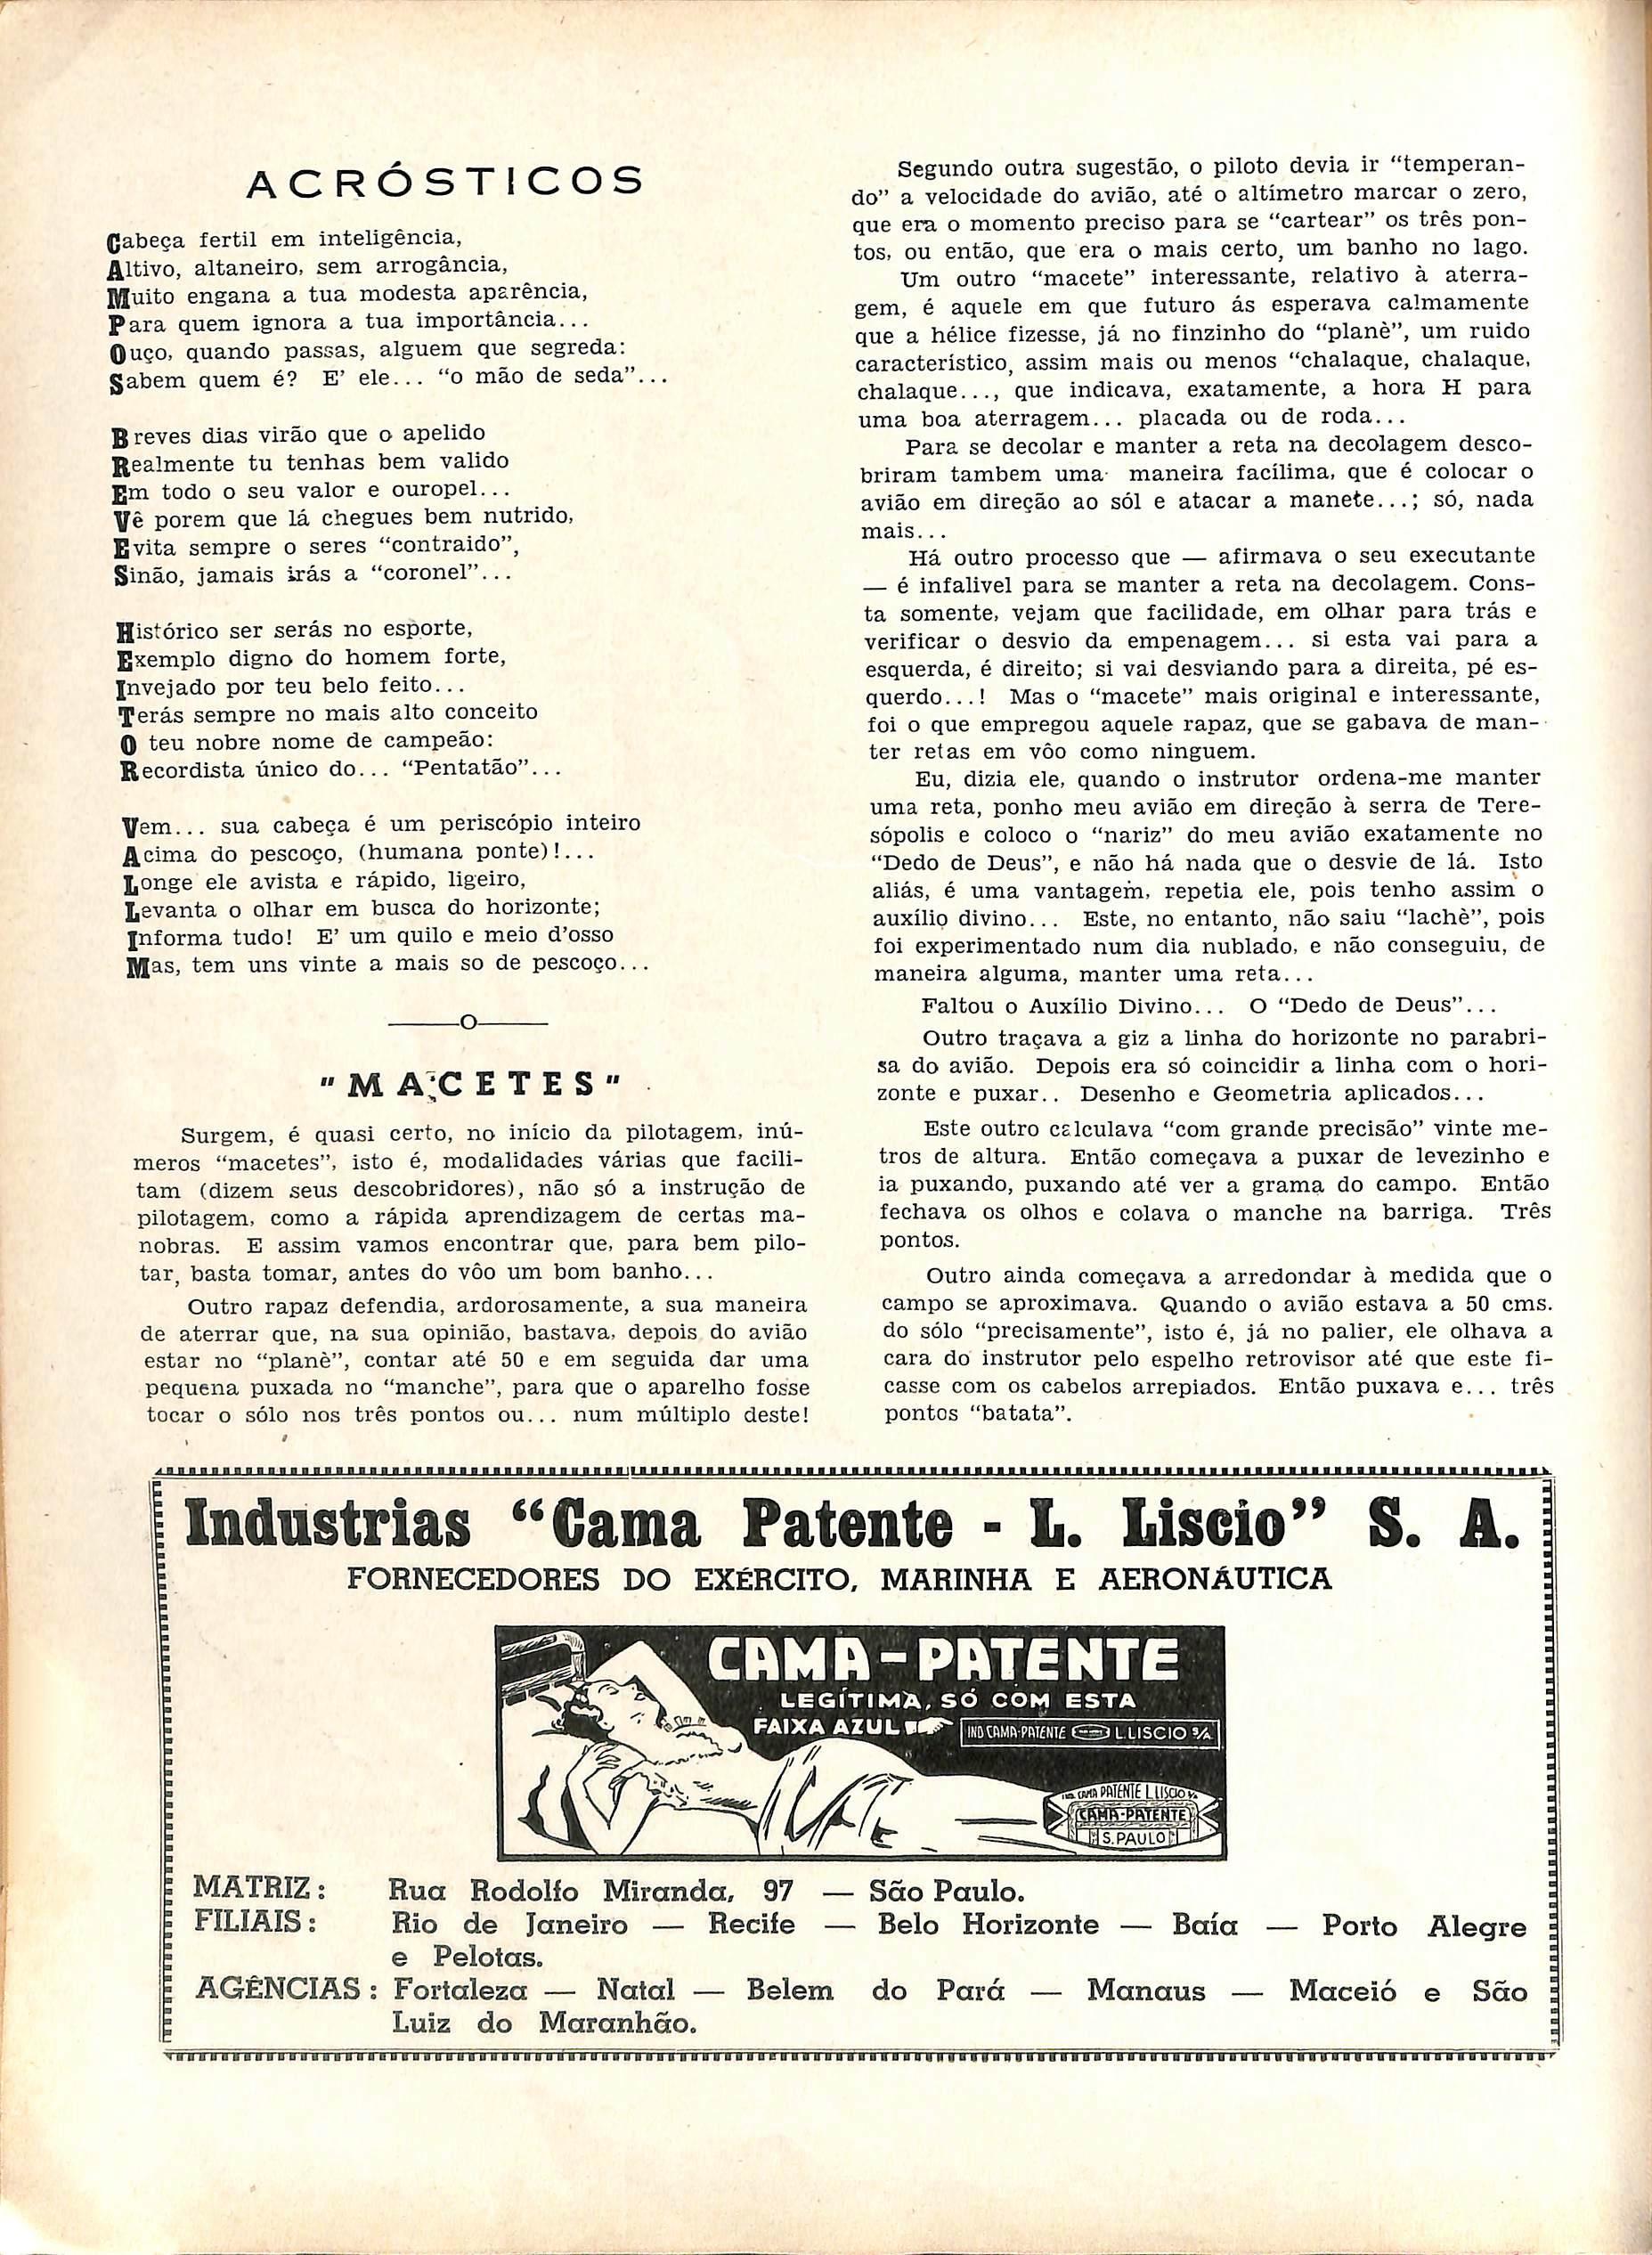 ACRÓSTICOS
Cabeça fertil em inteligência,
Altivo, altaneiro, sem arrogância,
Muito engana a tua modesta aparência,
Para quem ignora a tua importância...
Ouço, quando passas, alguem que segreda:
Sabem quem é? E' ele... “o mão de seda”...
Breves dias virão que o apelido
Realmente tu tenhas bem valido
Em todo o seu valor e ouropel...
Vê porem que lá chegues bem nutrido,
Evita sempre o seres “contraido”,
Sinão, jamais irás a “coronel”...
Histórico ser serás no esporte,
Exemplo digno do homem forte,
Invejado por teu belo feito...
Terás sempre no mais alto conceito
O teu nobre nome de campeão:
Recordista único do... “Pentatão”...
Vem... sua cabeça é um periscópio inteiro
Acima do pescoço, (humana ponte)!...
Longe ele avista e rápido, ligeiro,
Levanta o olhar em busca do horizonte;
Informa tudo! E' um quilo e meio d'osso
Mas, tem uns vinte a mais so de pescoço...
———O———
"MACETES"
Surgem, é quasi certo, no início da pilotagem, inú-
meros “macetes”, isto é, modalidades várias que facili-
tam (dizem seus descobridores), não só a instrução de
pilotagem, como a rápida aprendizagem de certas ma-
nobras. E assim vamos encontrar que, para bem pilo-
tar, basta tomar, antes do vôo um bom banho...
Outro rapaz defendia, ardorosamente, a sua maneira
de aterrar que, na sua opinião, bastava, depois do avião
estar no “planè”, contar até 50 e em seguida dar uma
pequena puxada no “manche”, para que o aparelho fosse
tocar o sólo nos três pontos ou... num múltiplo deste!
Segundo outra sugestão, o piloto devia ir “temperan-
do” a velocidade do avião, até o altímetro marcar o zero,
que era o momento preciso para se “cartear” os três pon-
tos, ou então, que era o mais certo, um banho no lago.
Um outro “macete” interessante, relativo à aterra-
gem, é aquele em que futuro ás esperava calmamente
que a hélice fizesse, já no finzinho do “planè”, um ruido
característico, assim mais ou menos “chalaque, chalaque,
chalaque..., que indicava, exatamente, a hora H para
uma boa aterragem... placada ou de roda...
Para se decolar e manter a reta na decolagem desco-
briram tambem uma maneira facílima, que é colocar o
avião em direção ao sól e atacar a manete...; só, nada
mais...
Há outro processo que — afirmava o seu executante
— é infalivel para se manter a reta na decolagem. Cons-
ta somente, vejam que facilidade, em olhar para trás e
verificar o desvio da empenagem... si esta vai para a
esquerda, é direito; si vai desviando para a direita, pé es-
querdo...! Mas o “macete” mais original e interessante,
foi o que empregou aquele rapaz, que se gabava de man-
ter retas em vôo como ninguem.
Eu, dizia ele, quando o instrutor ordena-me manter
uma reta, ponho meu avião em direção à serra de Tere-
sópolis e coloco o “nariz” do meu avião exatamente no
“Dedo de Deus”, e não há nada que o desvie de lá. Isto
aliás, é uma vantagem, repetia ele, pois tenho assim o
auxílio divino... Este, no entanto, não saiu “lachè”, pois
foi experimentado num dia nublado, e não conseguiu, de
maneira alguma, manter uma reta...
Faltou o Auxílio Divino... O “Dedo de Deus”...
Outro traçava a giz a linha do horizonte no parabri-
sa do avião. Depois era só coincidir a linha com o hori-
zonte e puxar.. Desenho e Geometria aplicados...
Este outro calculava “com grande precisão” vinte me-
tros de altura. Então começava a puxar de levezinho e
ia puxando, puxando até ver a grama do campo. Então
fechava os olhos e colava o manche na barriga. Três
pontos.
Outro ainda começava a arredondar à medida que o
campo se aproximava. Quando o avião estava a 50 cms.
do sólo “precisamente”, isto é, já no palier, ele olhava a
cara do instrutor pelo espelho retrovisor até que este fi-
casse com os cabelos arrepiados. Então puxava e... três
pontos “batata”.
Industrias “Cama Patente - L. Liscio” S. A.
FORNECEDORES DO EXÉRCITO, MARINHA E AERONÁUTICA
CAMA-PATENTE
LEGÍTIMA, SÓ COM ESTA
FAIXA AZUL
IND CAMA-PATENTE L. LISCIO S/A
IND. CAMA PATENTE L LISCIO S/A
CAMA-PATENTE
S. PAULO
MATRIZ: Rua Rodolfo Miranda, 97 — São Paulo.
FILIAIS: Rio de Janeiro — Recife — Belo Horizonte — Baía — Porto Alegre
e Pelotas.
AGÊNCIAS: Fortaleza — Natal — Belem do Pará — Manaus — Maceió e São
Luiz do Maranhão.